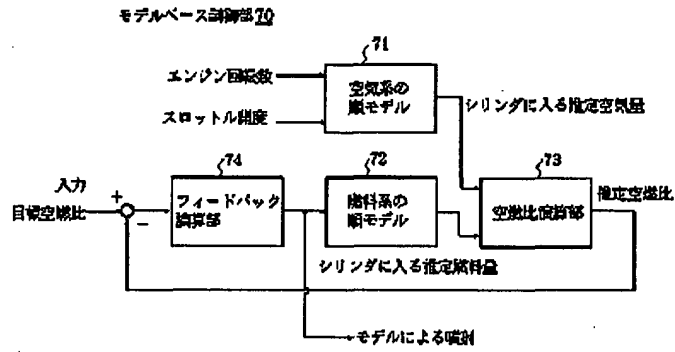 モデルベース制御部70
71
エンジン回転数
空気系の
順モデル
スロットル開度
シリンダに入る推定空気量
74
72
73
入力
目標空燃比
+
−
フィードバック
演算部
燃料系の
順モデル
空燃比演算部
推定空燃比
シリンダに入る推定燃料量
モデルによる噴射